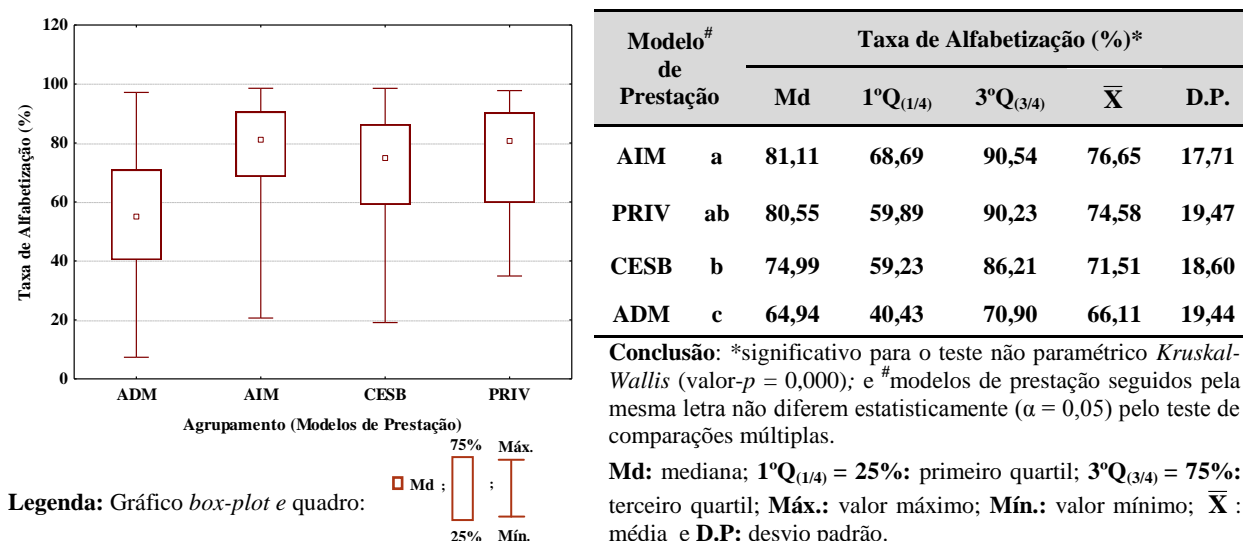 120
100
80
60
40
20
0
Taxa de Alfabetização (%)
ADM AIM CESB PRIV
Agrupamento (Modelos de Prestação)
Legenda: Gráfico box-plot e quadro:
Md ; 75% 25% ; Máx. Mín.
Modelo# de Prestação
Taxa de Alfabetização (%)*
Md 1ºQ(1/4) 3ºQ(3/4) X̅ D.P.
AIM a 81,11 68,69 90,54 76,65 17,71
PRIV ab 80,55 59,89 90,23 74,58 19,47
CESB b 74,99 59,23 86,21 71,51 18,60
ADM c 64,94 40,43 70,90 66,11 19,44
Conclusão: *significativo para o teste não paramétrico Kruskal-
Wallis (valor-p = 0,000); e #modelos de prestação seguidos pela
mesma letra não diferem estatisticamente (α = 0,05) pelo teste de
comparações múltiplas.
Md: mediana; 1ºQ(1/4) = 25%: primeiro quartil; 3ºQ(3/4) = 75%:
terceiro quartil; Máx.: valor máximo; Mín.: valor mínimo; X̅ :
média e D.P: desvio padrão.